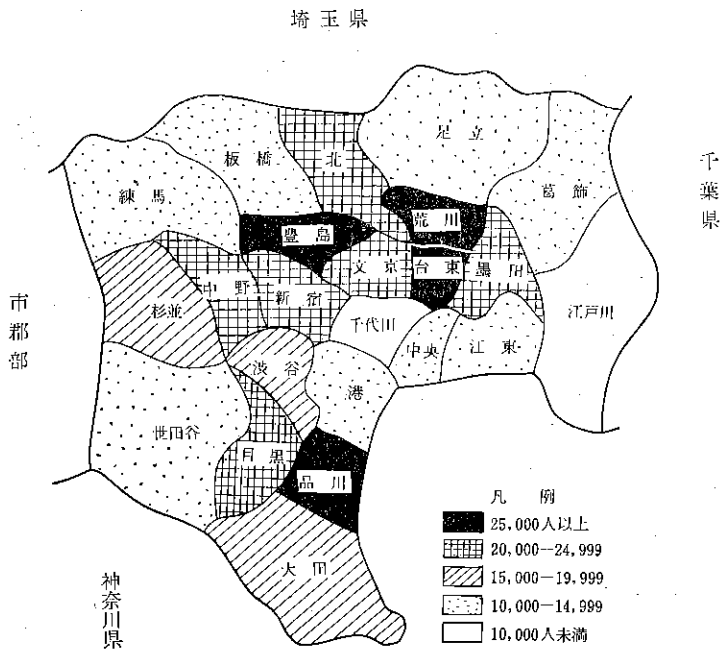 埼玉県
足立
北
板橋
葛飾
千葉県
練馬
荒川
豊島
文京
台東
墨田
中野
新宿
市郡部
杉並
千代川
江戸川
中央
江東
渋谷
港
世田谷
目黒
品川
大田
神奈川県
凡例
25,000人以上
20,000—24,999
15,000—19,999
10,000—14,999
10,000人未満